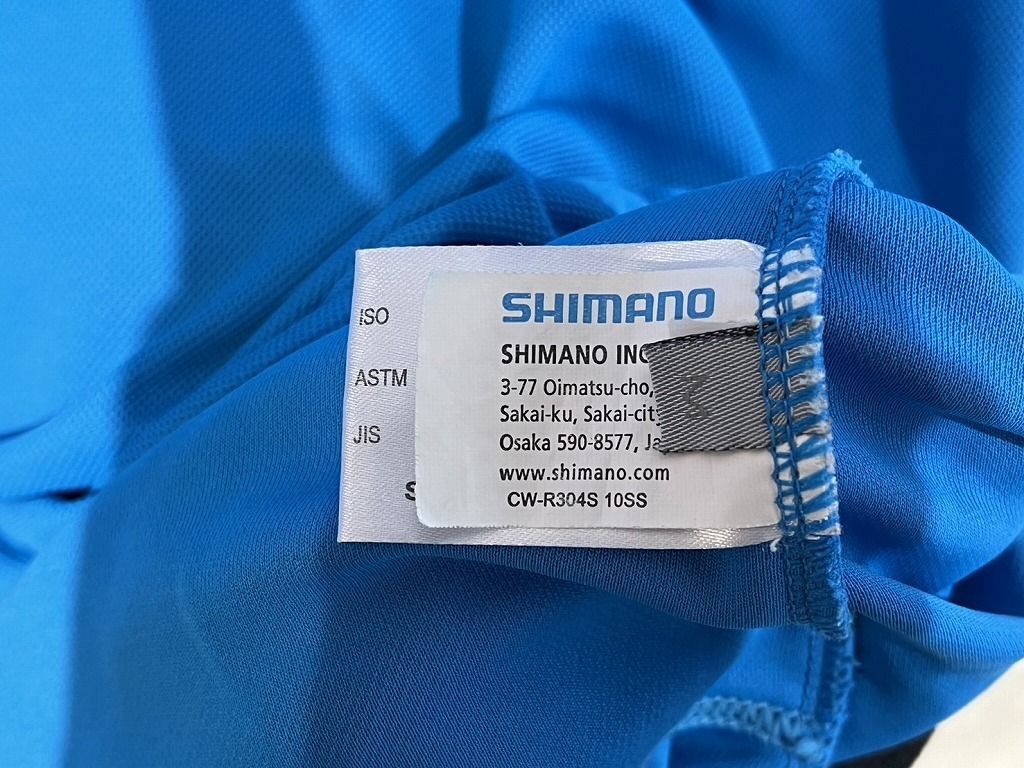 ISO
ASTM
JIS
S
SHIMANO
SHIMANO INC
3-77 Oimatsu-cho,
Sakai-ku, Sakai-city
Osaka 590-8577, Ja
www.shimano.com
CW-R304S 10SS